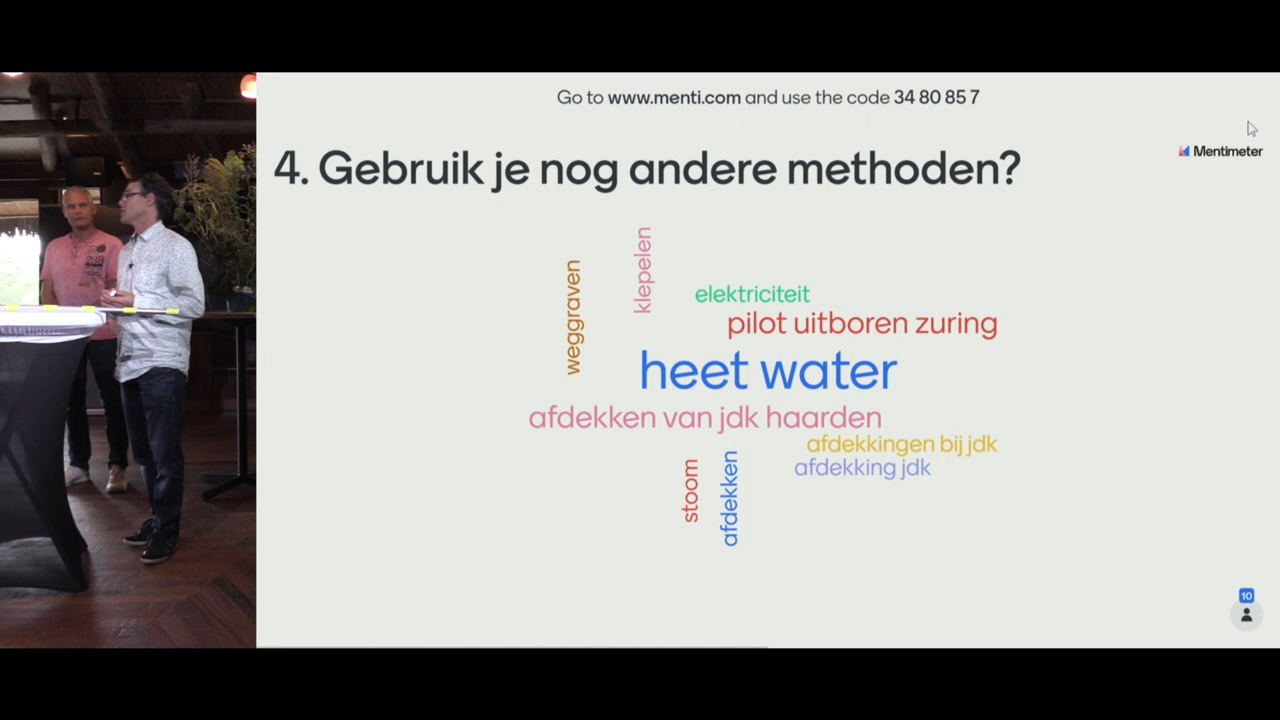 Go to www.menti.com and use the code 34 80 85 7
Mentimeter
4. Gebruik je nog andere methoden?
klepelen
weggraven
elektriciteit
pilot uitboren zuring
heet water
afdekken van jdk haarden
afdekkingen bij jdk
afdekking jdk
stoom
afdekken
10